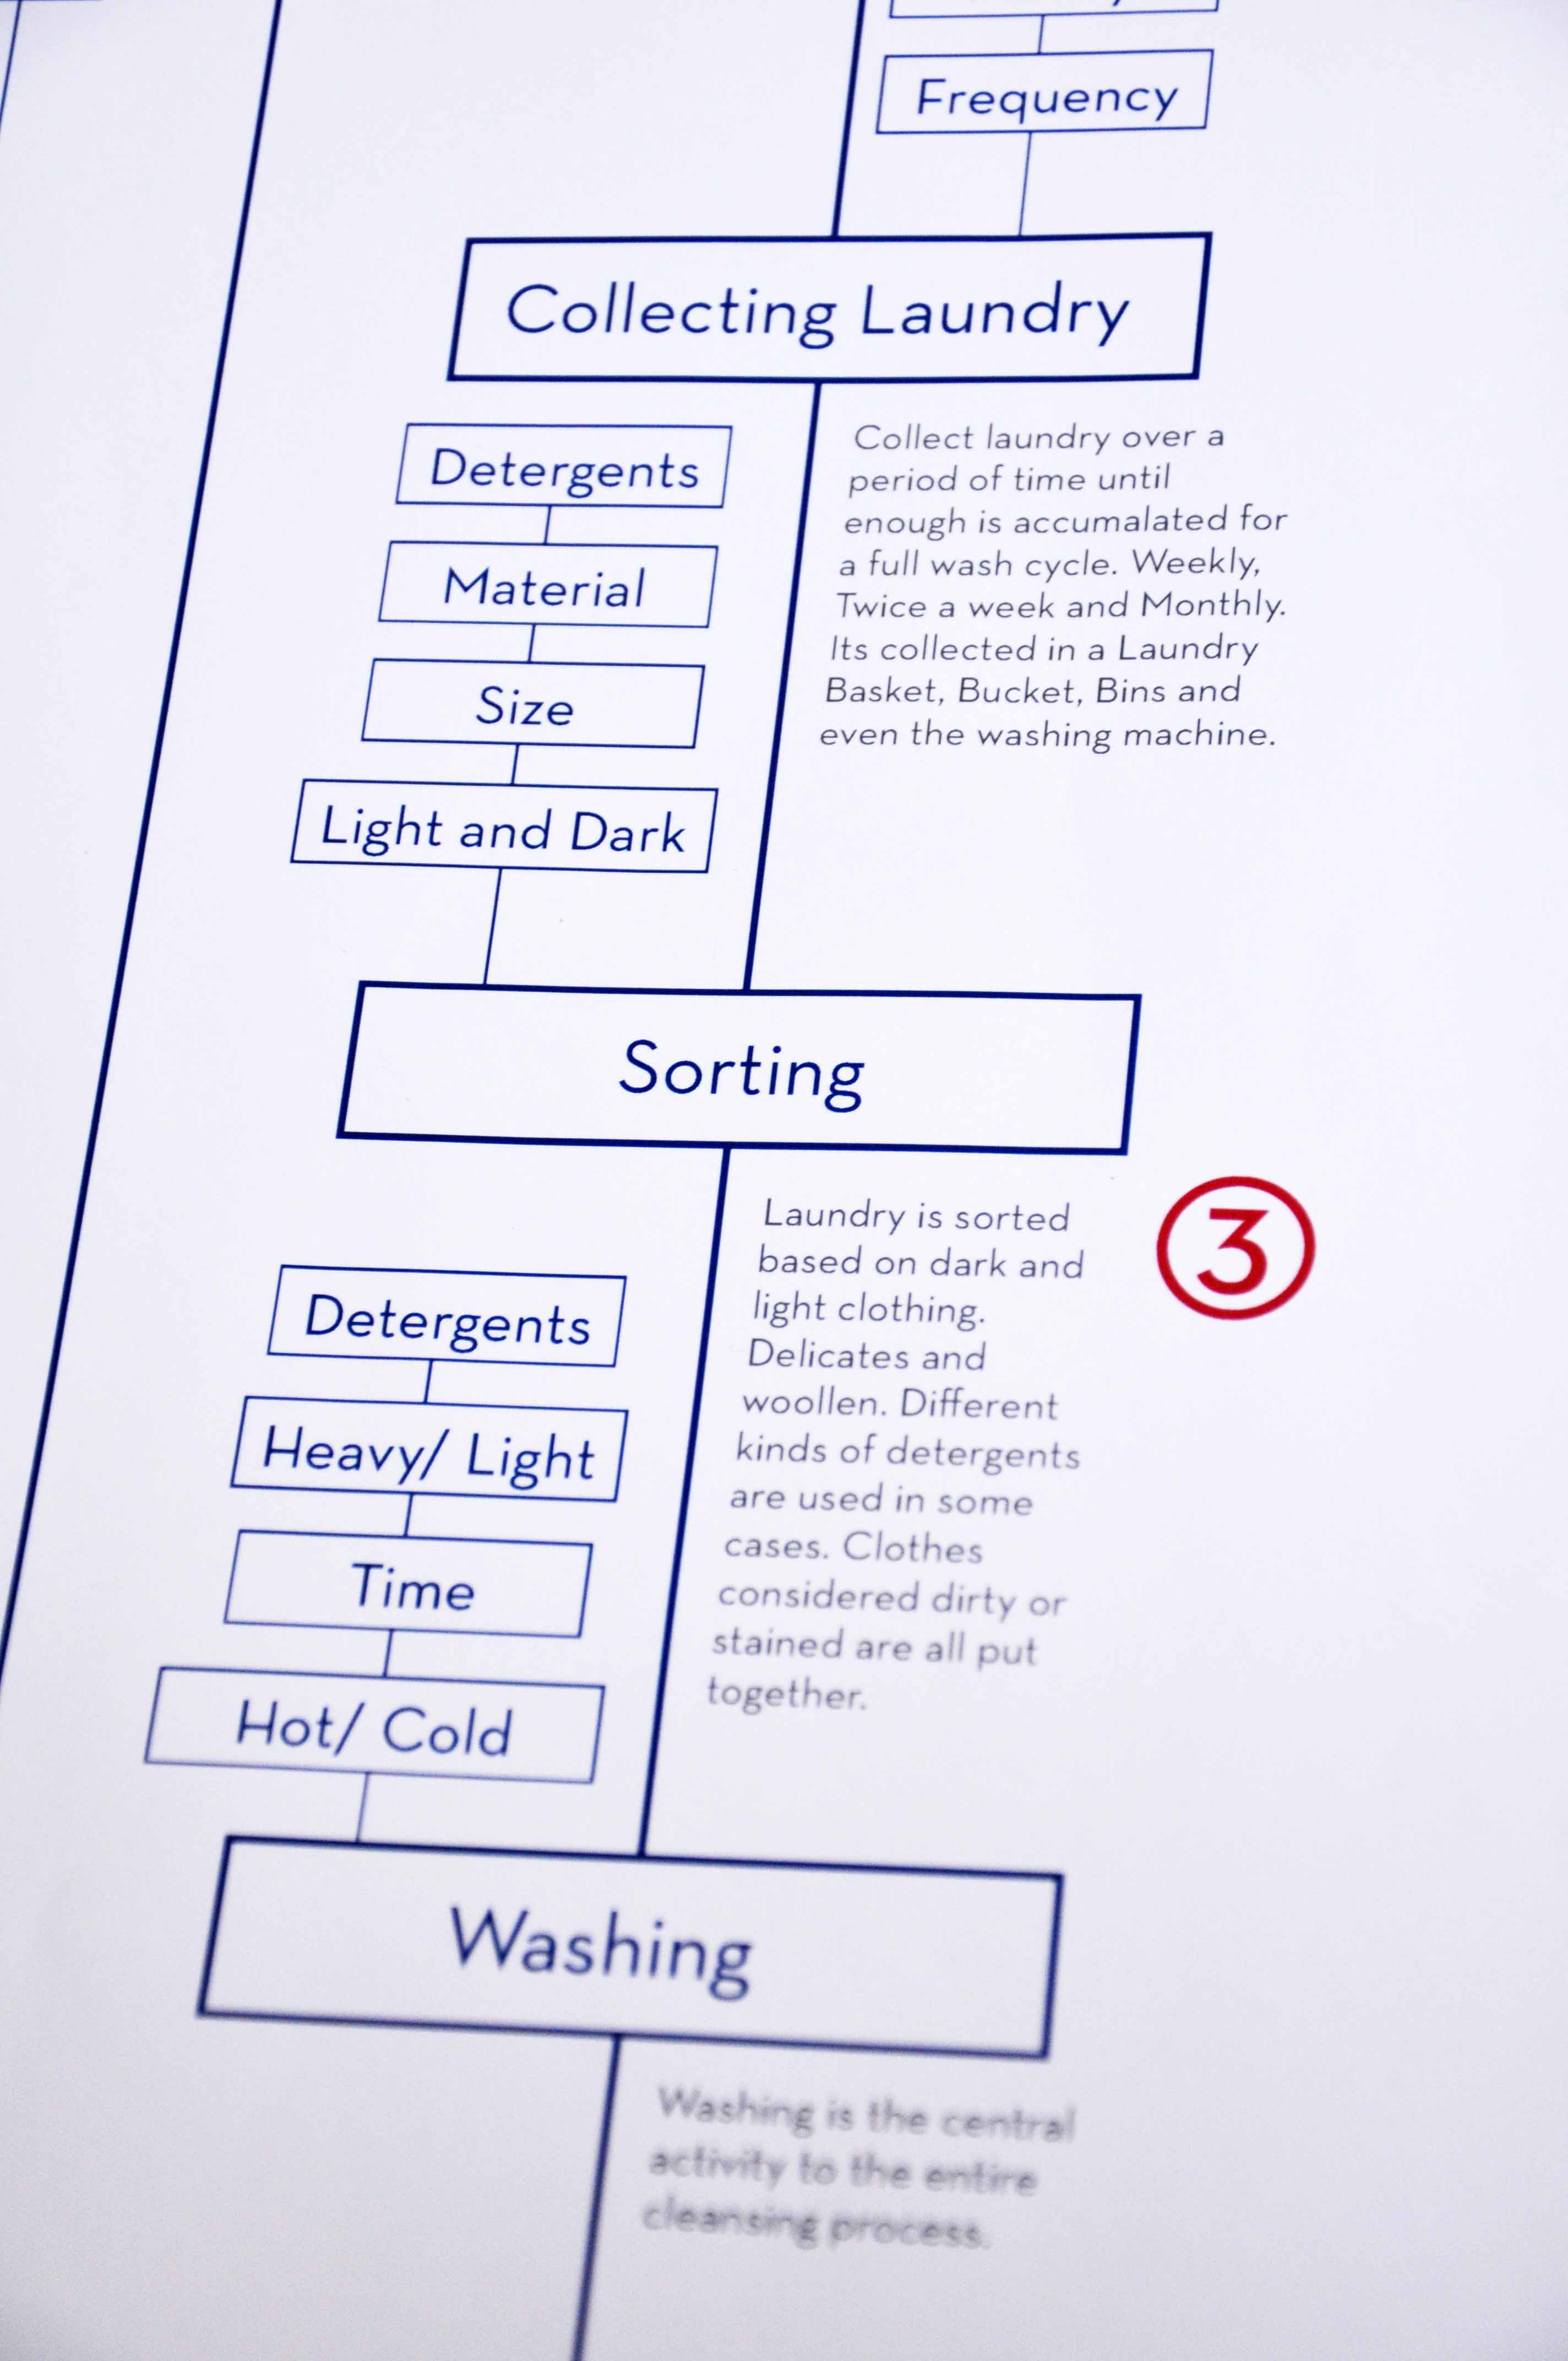 Frequency
Collecting Laundry
Detergents
Material
Size
Light and Dark
Collect laundry over a
period of time until
enough is accumalated for
a full wash cycle. Weekly,
Twice a week and Monthly.
Its collected in a Laundry
Basket, Bucket, Bins and
even the washing machine.
Sorting
Detergents
Heavy/ Light
Time
Hot/ Cold
Laundry is sorted
based on dark and
light clothing.
Delicates and
woollen. Different
kinds of detergents
are used in some
cases. Clothes
considered dirty or
stained are all put
together.
3
Washing
Washing is the central
activity to the entire
cleansing process.